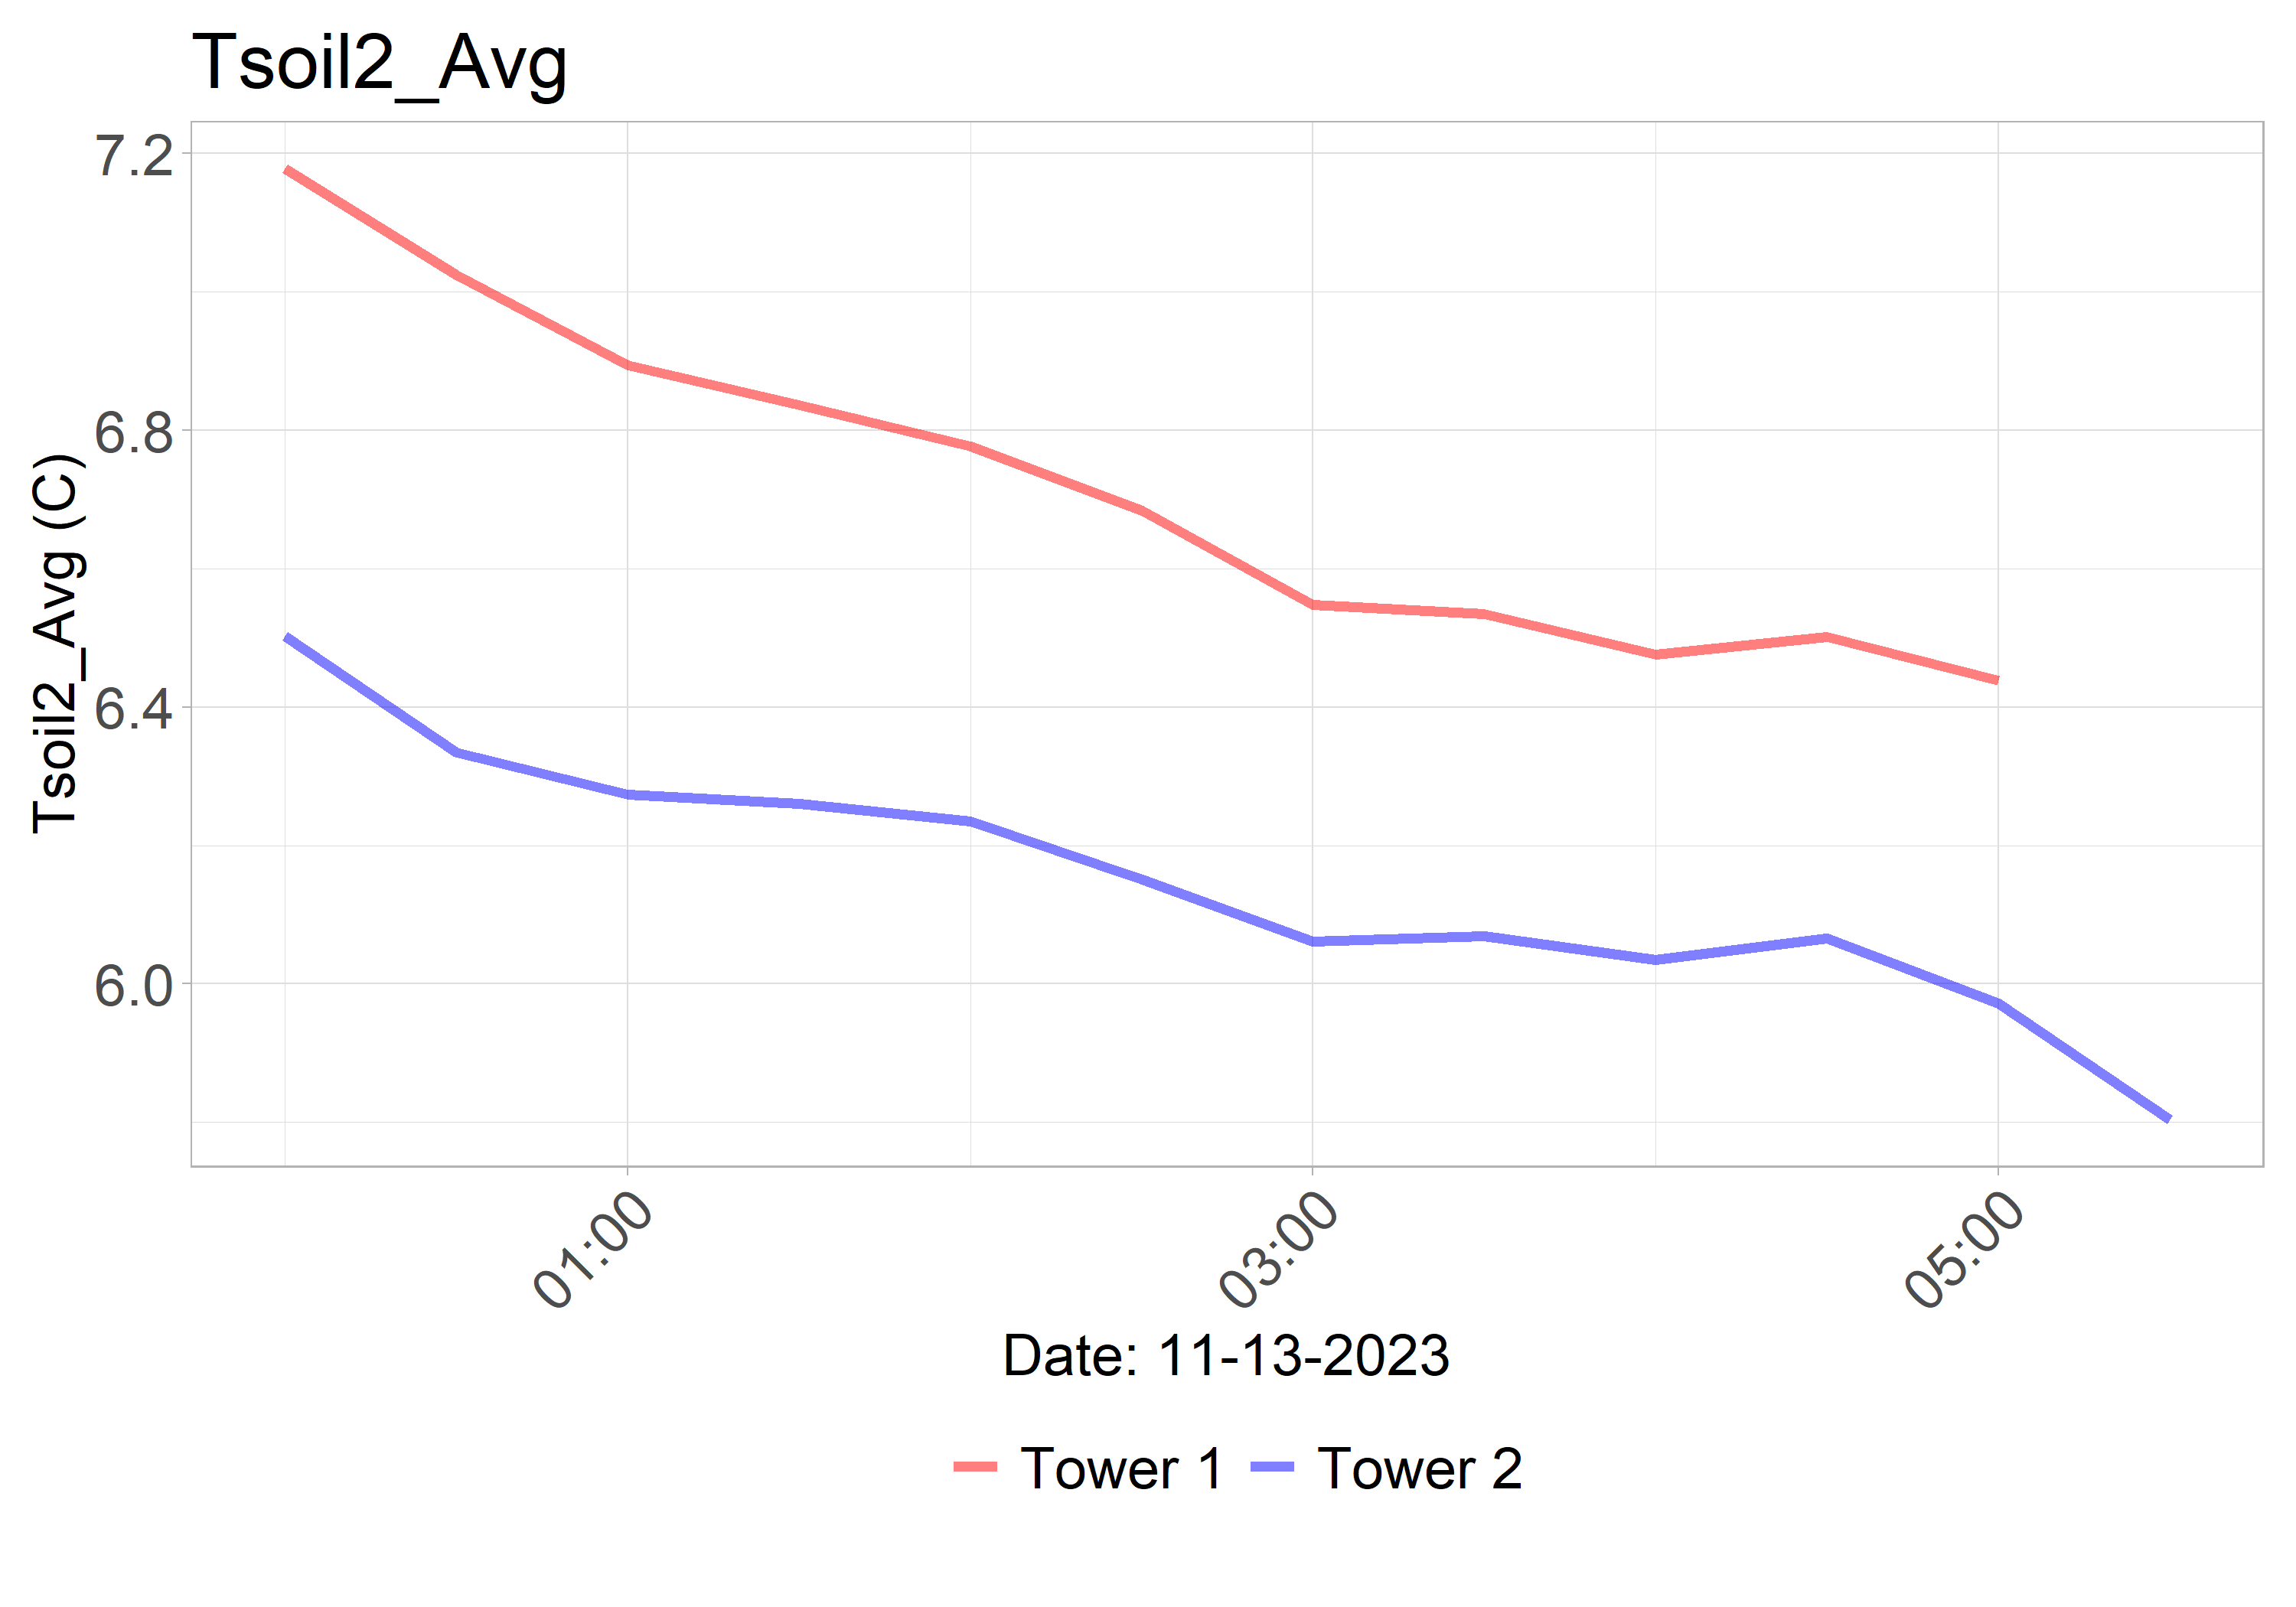 Tsoil2_Avg
Tsoil2_Avg (C)
7.2
6.8
6.4
6.0
01:00
03:00
05:00
Date: 11-13-2023
Tower 1
Tower 2